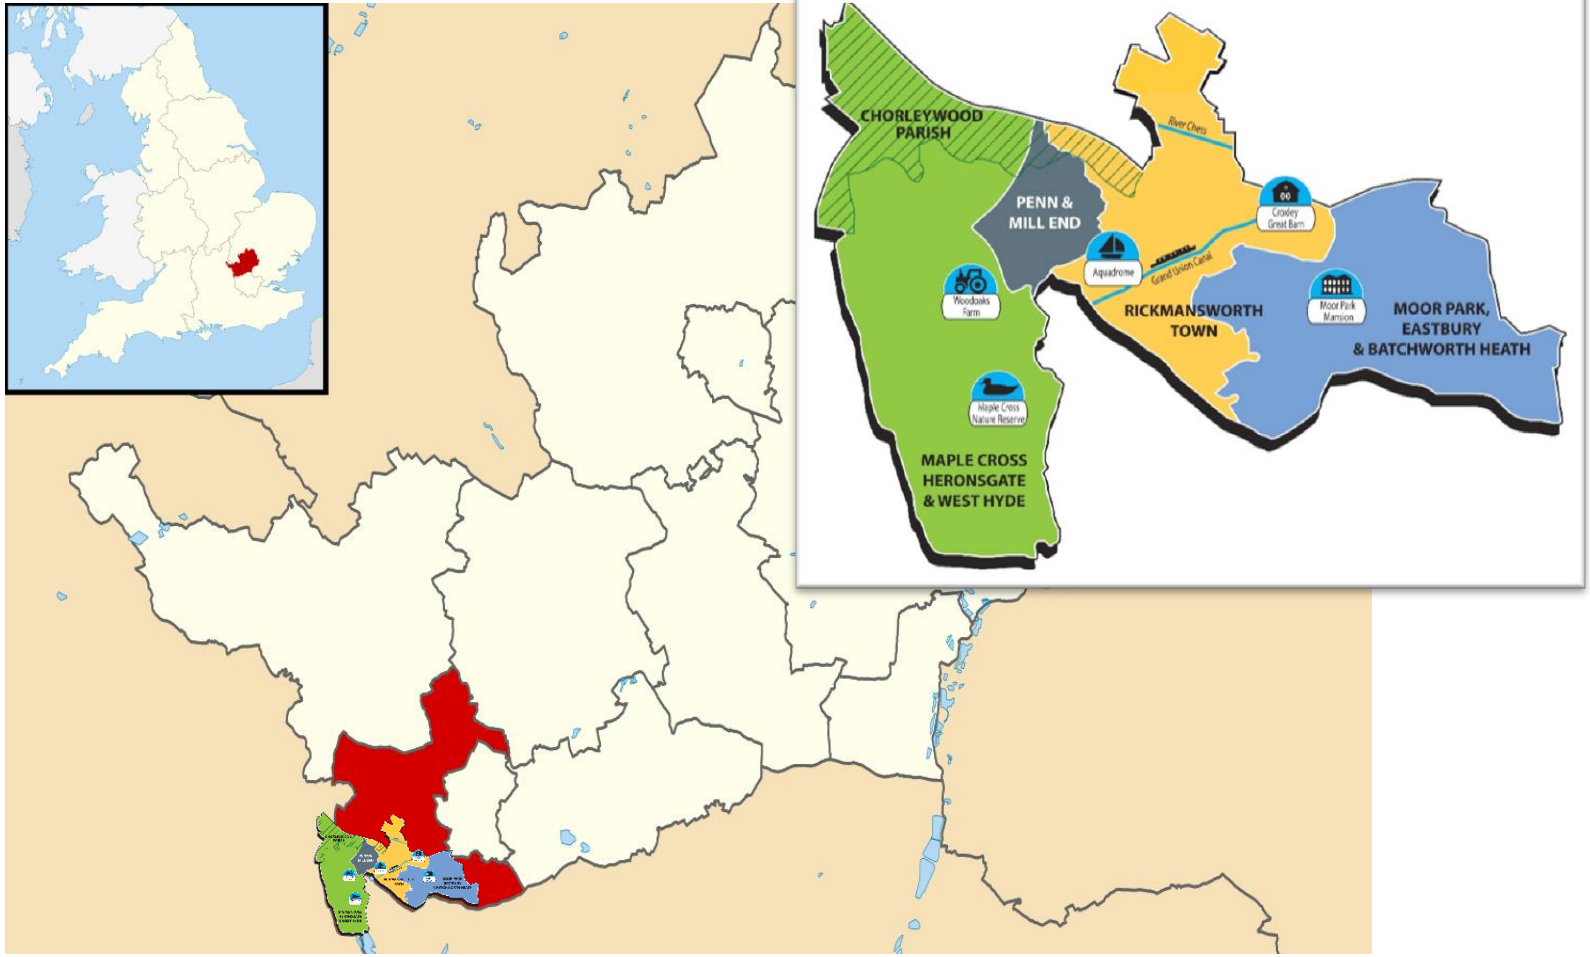 CHORLEYWOOD
PARISH
River Chess
PENN &
MILL END
Croxley
Great Barn
Aquadrome
Grand Union Canal
Woodoaks
Farm
Moor Park
Mansion
RICKMANSWORTH
TOWN
MOOR PARK,
EASTBURY
& BATCHWORTH HEATH
Maple Cross
Nature Reserve
MAPLE CROSS
HERONSGATE
& WEST HYDE